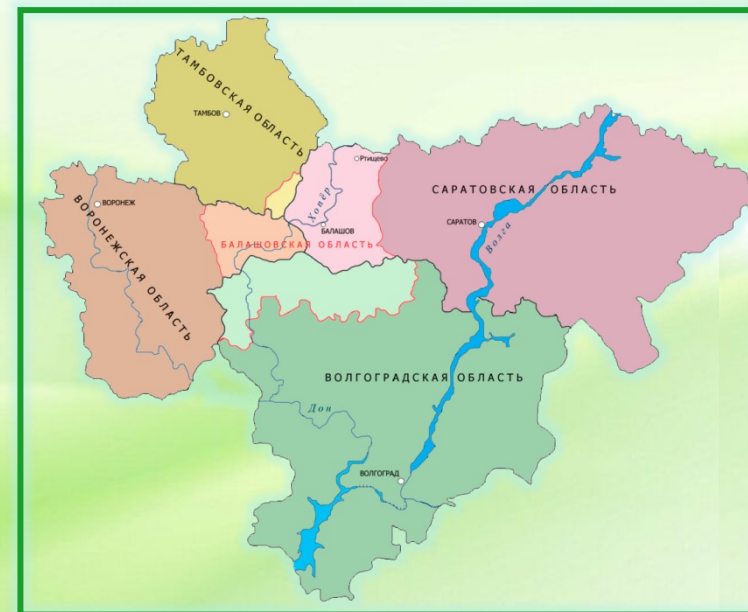 ТАМБОВСКАЯ ОБЛАСТЬ
ТАМБОВ
Ртищево
САРАТОВСКАЯ ОБЛАСТЬ
ВОРОНЕЖ
ВОРОНЕЖСКАЯ ОБЛАСТЬ
Хопёр
БАЛАШОВ
БАЛАШОВСКАЯ ОБЛАСТЬ
САРАТОВ
Волга
ВОЛГОГРАДСКАЯ ОБЛАСТЬ
Дон
ВОЛГОГРАД